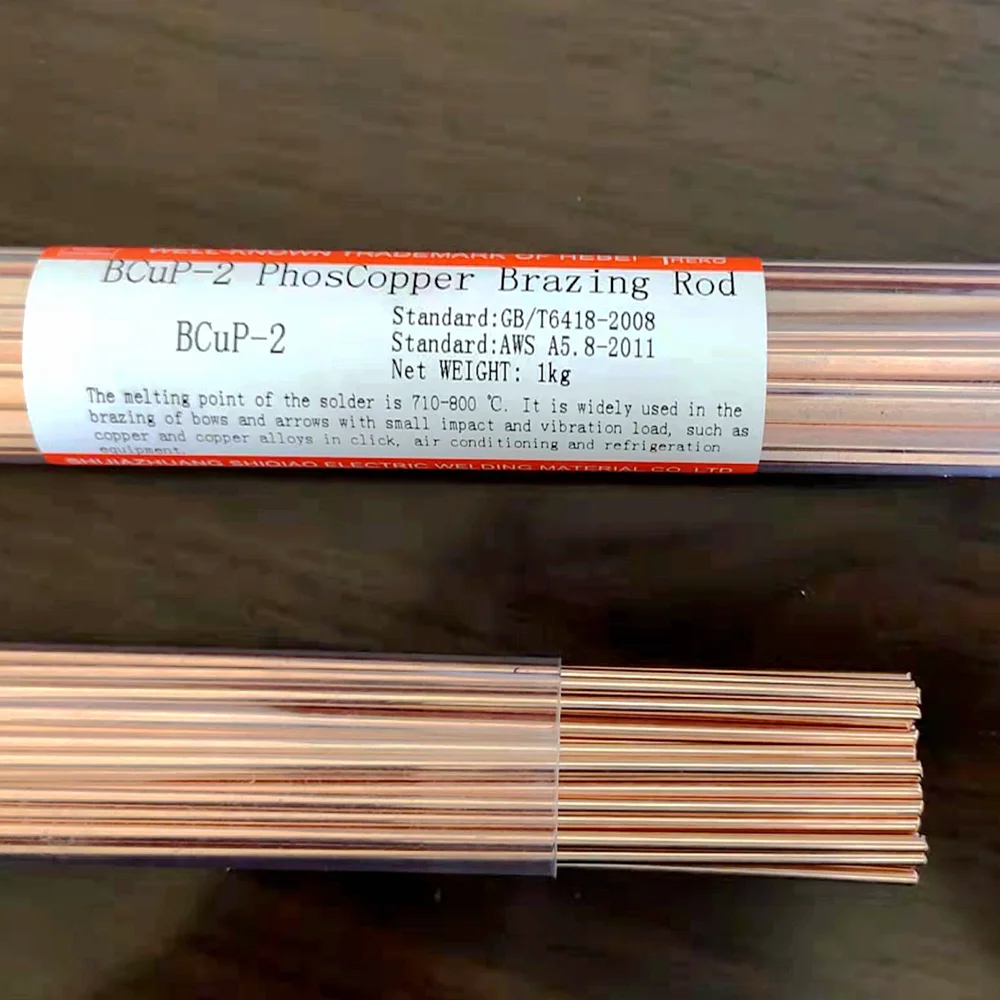 WELL-KNOWN TRADEMARK OF HEBEI
BCuP-2 PhosCopper Brazing Rod
BCuP-2
Standard:GB/T6418-2008
Standard:AWS A5.8-2011
Net WEIGHT: 1kg
The melting point of the solder is 710-800 ℃. It is widely used in the
brazing of bows and arrows with small impact and vibration load, such as
copper and copper alloys in click, air conditioning and refrigeration
equipment.
SHIJIAZHUANG SHIQIAO ELECTRIC WELDING MATERIAL CO. LTD